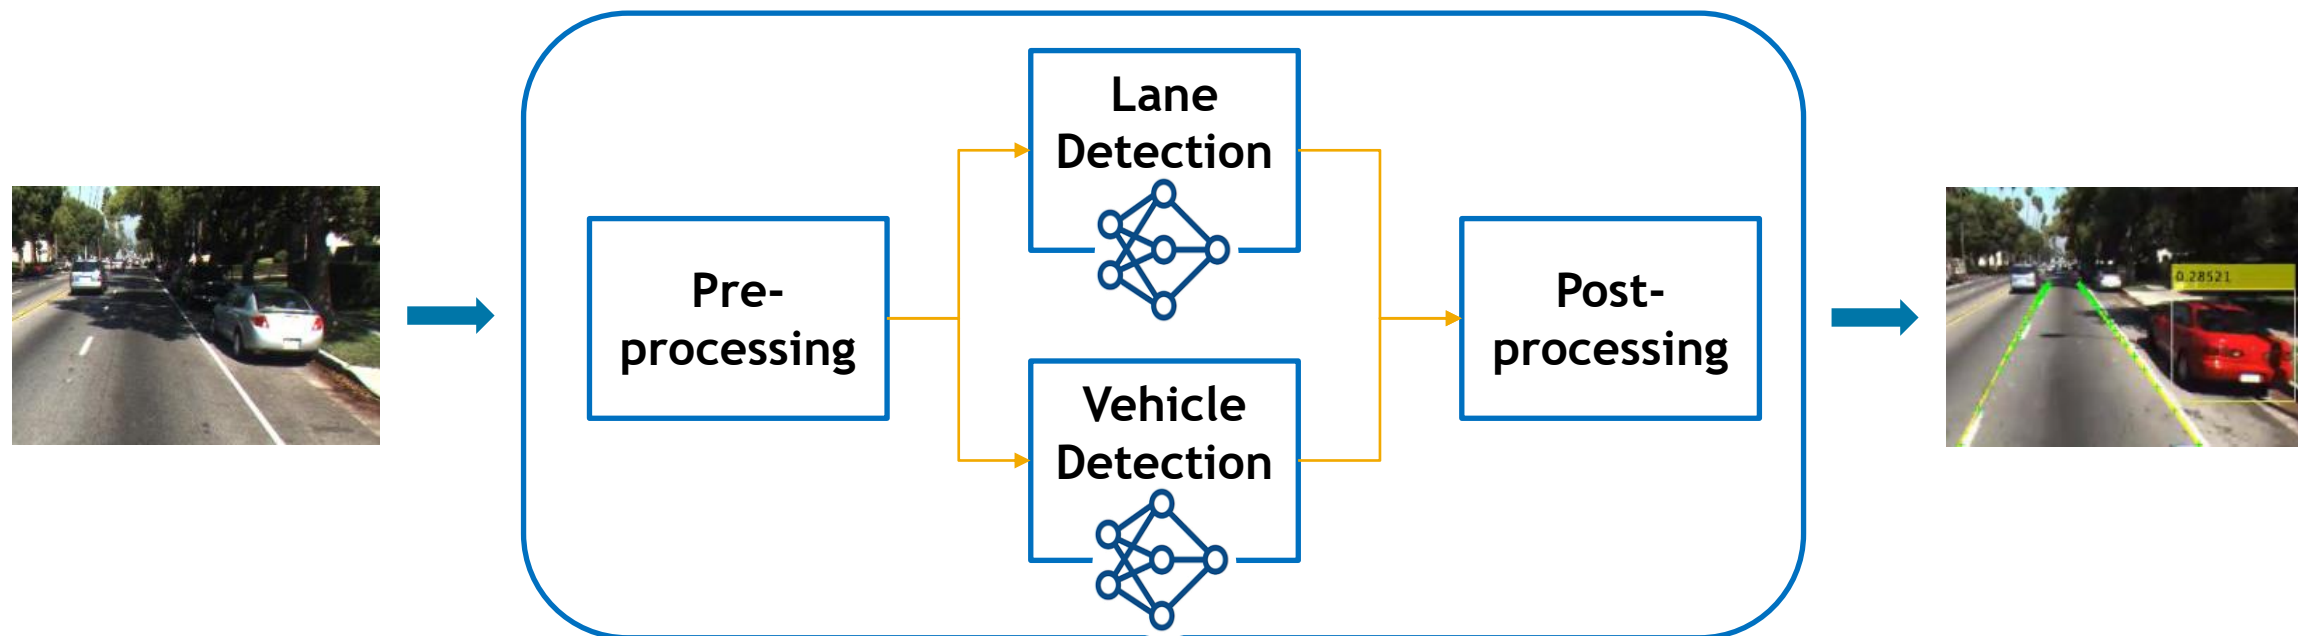 Pre-
processing
Lane
Detection
Vehicle
Detection
Post-
processing
0.28521